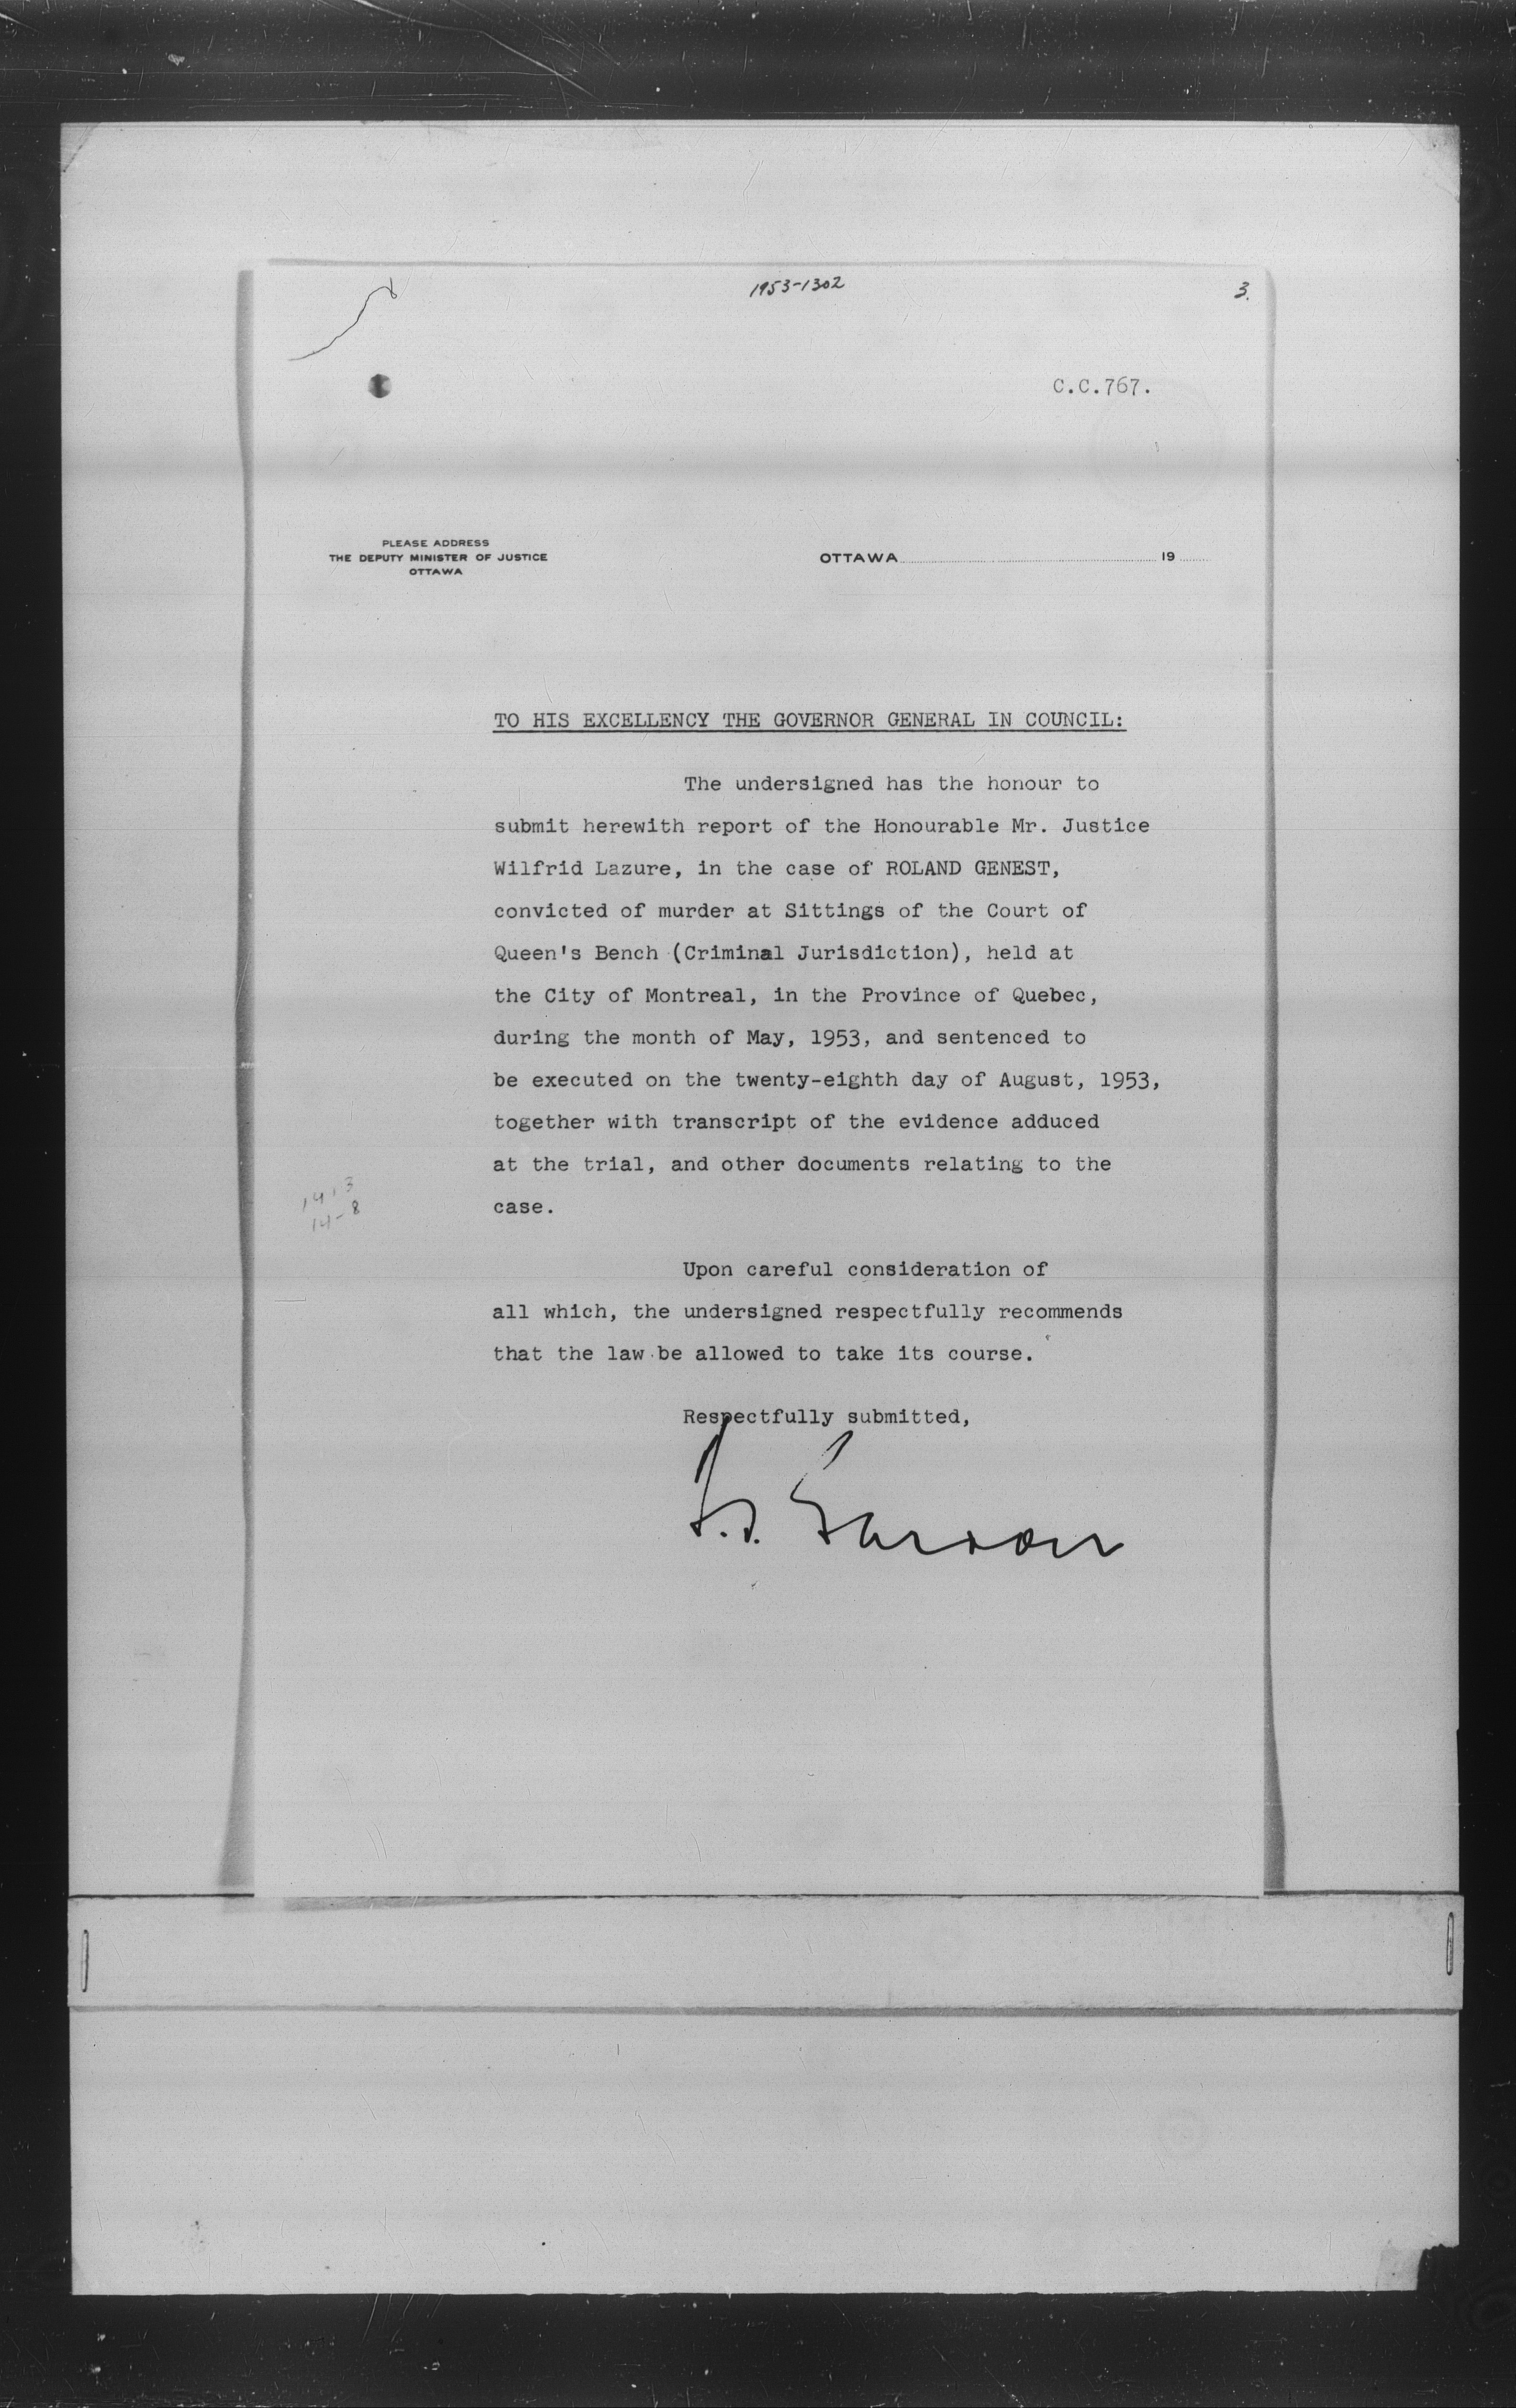 1953-1302
3.
C.C.767.
PLEASE ADDRESS
THE DEPUTY MINISTER OF JUSTICE
OTTAWA
OTTAWA 19
TO HIS EXCELLENCY THE GOVERNOR GENERAL IN COUNCIL:
The undersigned has the honour to
submit herewith report of the Honourable Mr. Justice
Wilfrid Lazure, in the case of ROLAND GENEST,
convicted of murder at Sittings of the Court of
Queen's Bench (Criminal Jurisdiction), held at
the City of Montreal, in the Province of Quebec,
during the month of May, 1953, and sentenced to
be executed on the twenty-eighth day of August, 1953,
together with transcript of the evidence adduced
at the trial, and other documents relating to the
case.
14-8
Upon careful consideration of
all which, the undersigned respectfully recommends
that the law be allowed to take its course.
Respectfully submitted,
S.S. Garson